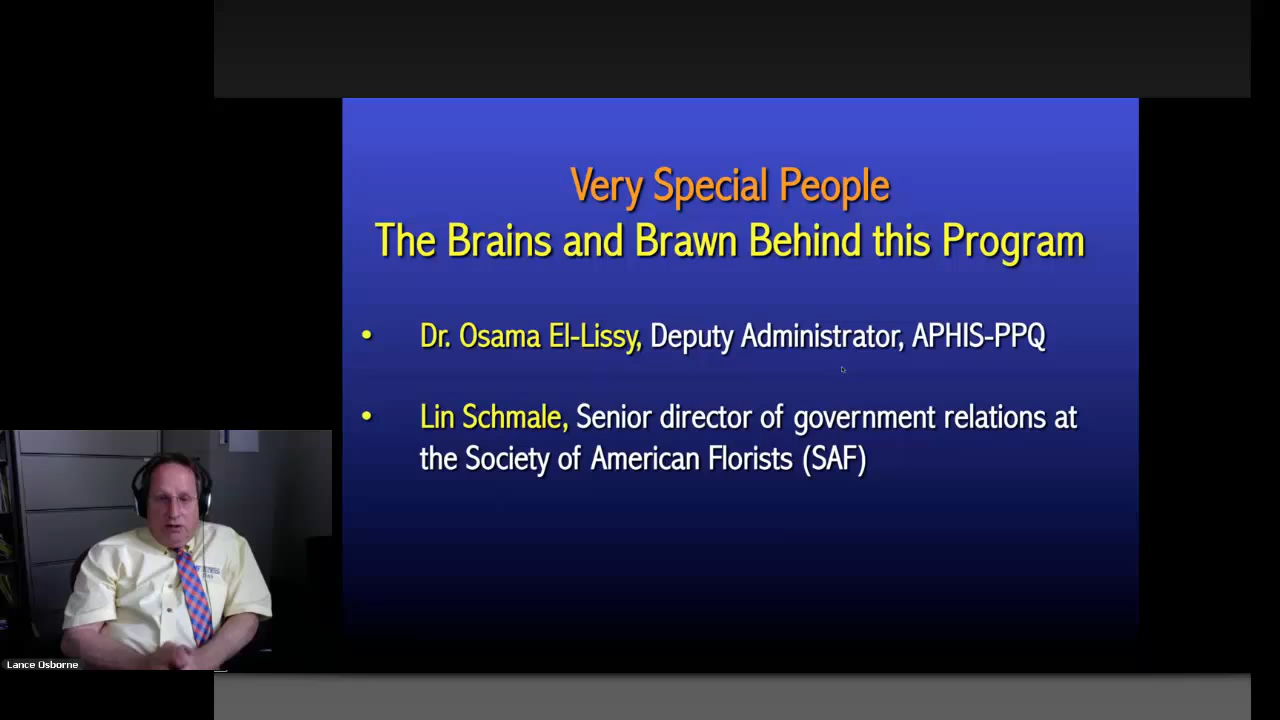 Very Special People
The Brains and Brawn Behind this Program
• Dr. Osama El-Lissy, Deputy Administrator, APHIS-PPQ
• Lin Schmale, Senior director of government relations at
the Society of American Florists (SAF)
Lance Osborne